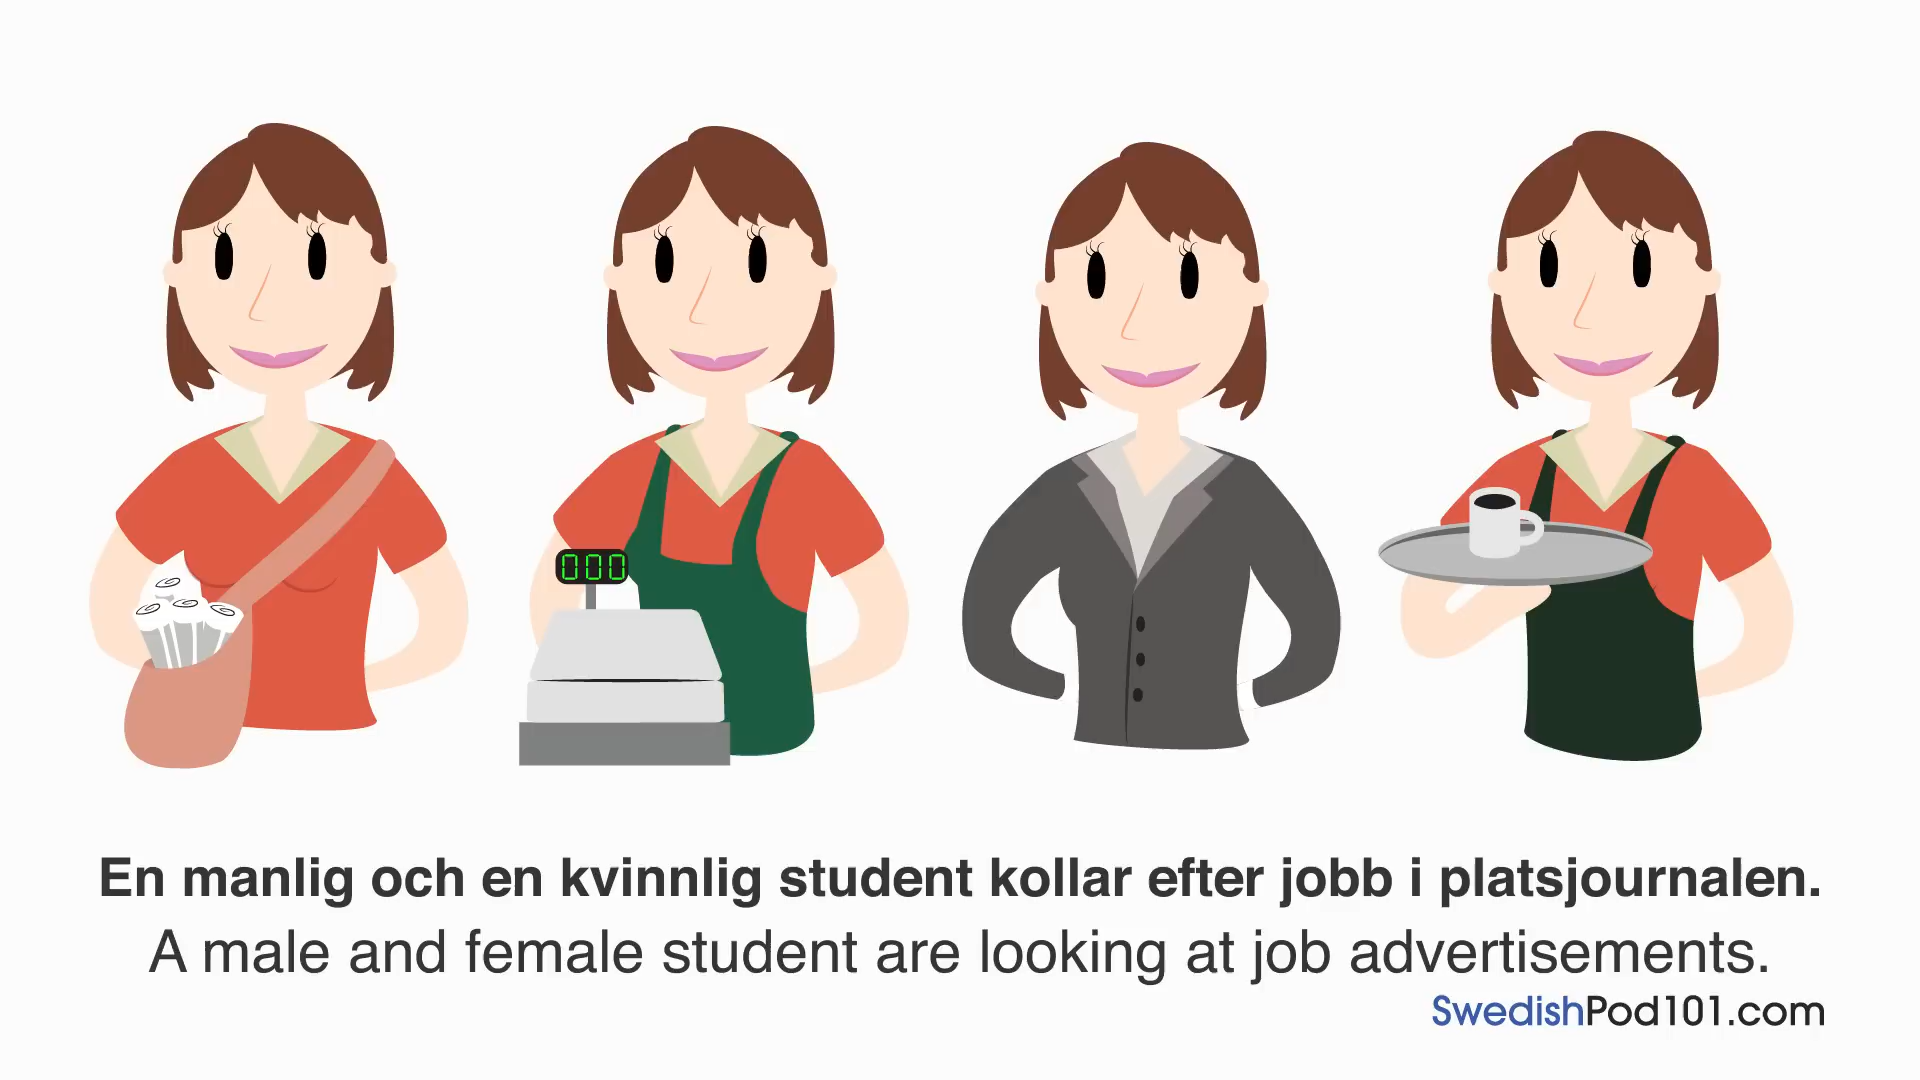 000
En manlig och en kvinnlig student kollar efter jobb i platsjournalen.
A male and female student are looking at job advertisements.
SwedishPod101.com